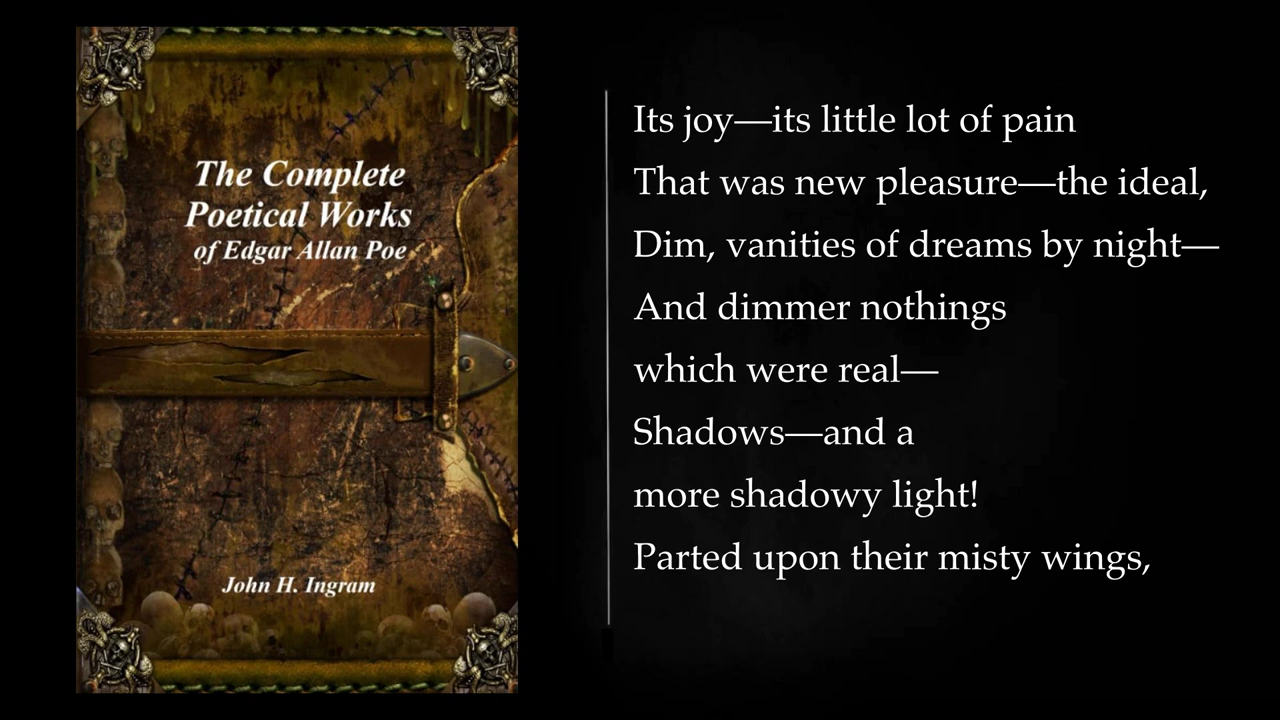 The Complete
Poetical Works
of Edgar Allan Poe
John H. Ingram
Its joy—its little lot of pain
That was new pleasure—the ideal,
Dim, vanities of dreams by night—
And dimmer nothings
which were real—
Shadows—and a
more shadowy light!
Parted upon their misty wings,